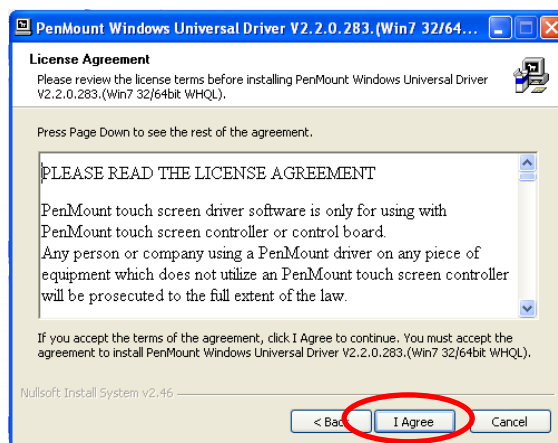 PenMount Windows Universal Driver V2.2.0.283.(Win7 32/64...
License Agreement
Please review the license terms before installing PenMount Windows Universal Driver
V2.2.0.283.(Win7 32/64bit WHQL).
Press Page Down to see the rest of the agreement.
PLEASE READ THE LICENSE AGREEMENT
PenMount touch screen driver software is only for using with
PenMount touch screen controller or control board.
Any person or company using a PenMount driver on any piece of
equipment which does not utilize an PenMount touch screen controller
will be prosecuted to the full extent of the law.
If you accept the terms of the agreement, click I Agree to continue. You must accept the
agreement to install PenMount Windows Universal Driver V2.2.0.283.(Win7 32/64bit WHQL).
Nullsoft Install System v2.46
< Back I Agree Cancel